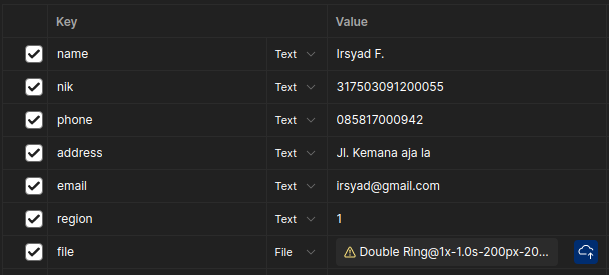 Key Value
name Text Irsyad F.
nik Text 317503091200055
phone Text 085817000942
address Text Jl. Kemana aja la
email Text irsyad@gmail.com
region Text 1
file File Double Ring@1x-1.0s-200px-20...